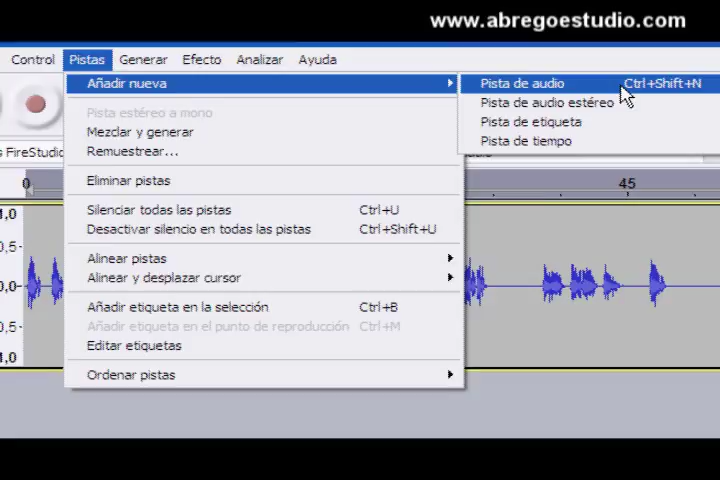 www.abregoestudio.com
Control Pistas Generar Efecto Analizar Ayuda
Añadir nueva
Pista de audio Ctrl+Shift+N
Pista de audio estéreo
Pista de etiqueta
Pista de tiempo
Pista estéreo a mono
Mezclar y generar
Remuestrear...
Eliminar pistas
Silenciar todas las pistas Ctrl+U
Desactivar silencio en todas las pistas Ctrl+Shift+U
Alinear pistas
Alinear y desplazar cursor
Añadir etiqueta en la selección Ctrl+B
Añadir etiqueta en el punto de reproducción Ctrl+M
Editar etiquetas
Ordenar pistas
s FireStudio
0 45
1,0
0,5-
0,0-
0,5-
1,0